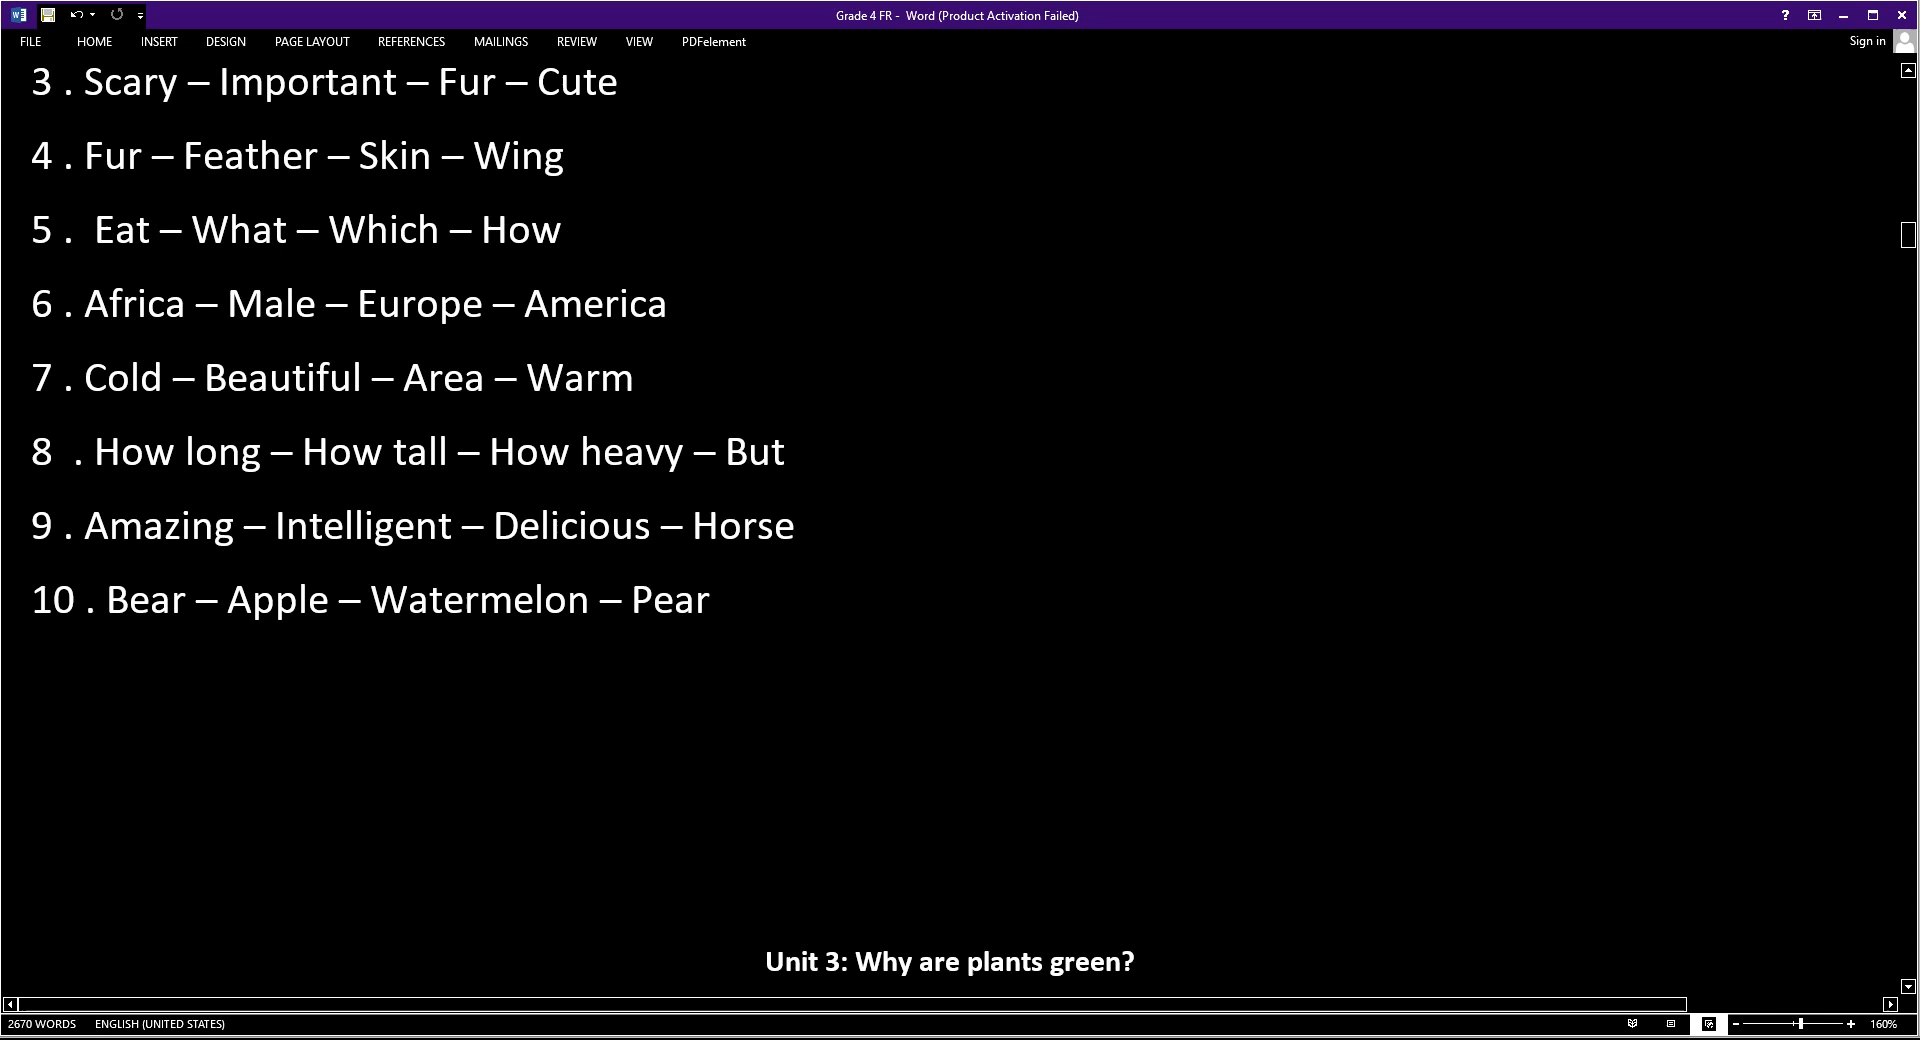 Grade 4 FR - Word (Product Activation Failed)
FILE HOME INSERT DESIGN PAGE LAYOUT REFERENCES MAILINGS REVIEW VIEW PDFelement Sign in
3 . Scary – Important – Fur – Cute
4 . Fur – Feather – Skin – Wing
5 . Eat – What – Which – How
6 . Africa – Male – Europe – America
7 . Cold – Beautiful – Area – Warm
8 . How long – How tall – How heavy – But
9 . Amazing – Intelligent – Delicious – Horse
10 . Bear – Apple – Watermelon – Pear
Unit 3: Why are plants green?
2670 WORDS ENGLISH (UNITED STATES) 160%